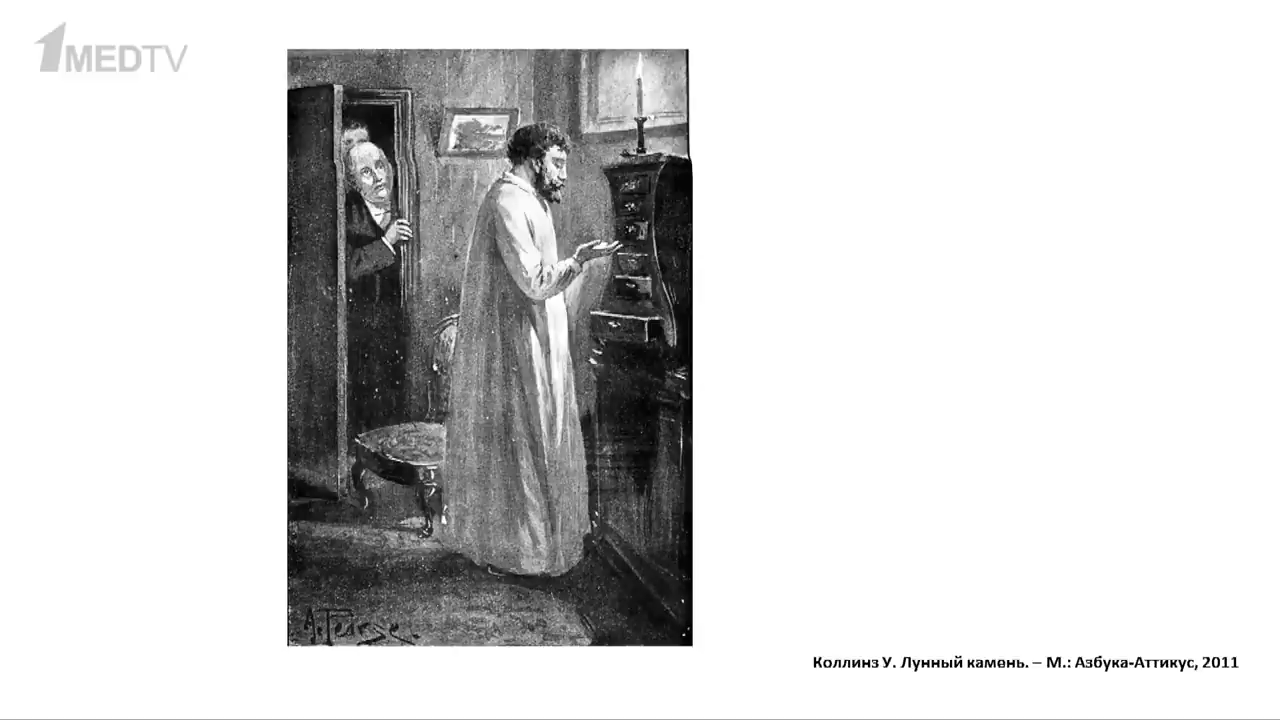 1MEDTV
Коллинз У. Лунный камень. – М.: Азбука-Аттикус, 2011